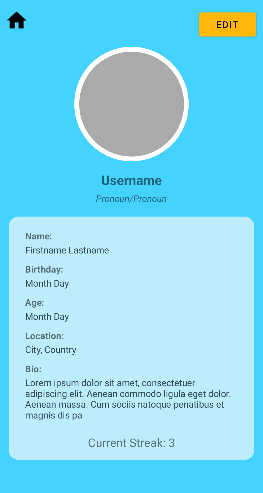 EDIT
Username
Pronoun/Pronoun
Name:
Firstname Lastname
Birthday:
Month Day
Age:
Month Day
Location:
City, Country
Bio:
Lorem ipsum dolor sit amet, consectetuer
adipiscing elit. Aenean commodo ligula eget dolor.
Aenean massa. Cum sociis natoque penatibus et
magnis dis pa
Current Streak: 3